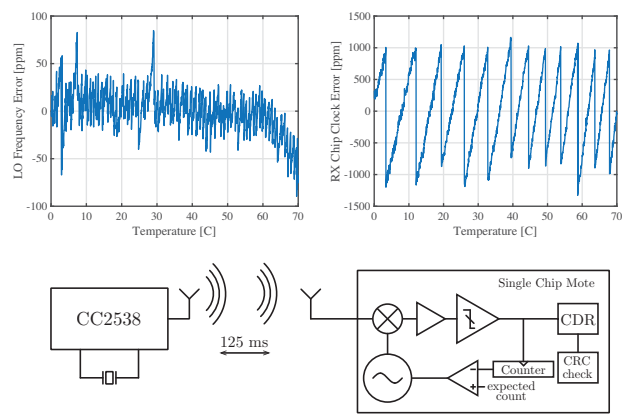 LO Frequency Error [ppm]
100
50
0
-50
-100
0 10 20 30 40 50 60 70
Temperature [C]
RX Chip Clock Error [ppm]
1500
1000
500
0
-500
-1000
-1500
0 10 20 30 40 50 60 70
Temperature [C]
CC2538
125 ms
Single Chip Mote
CDR
CRC
check
Counter
expected
count